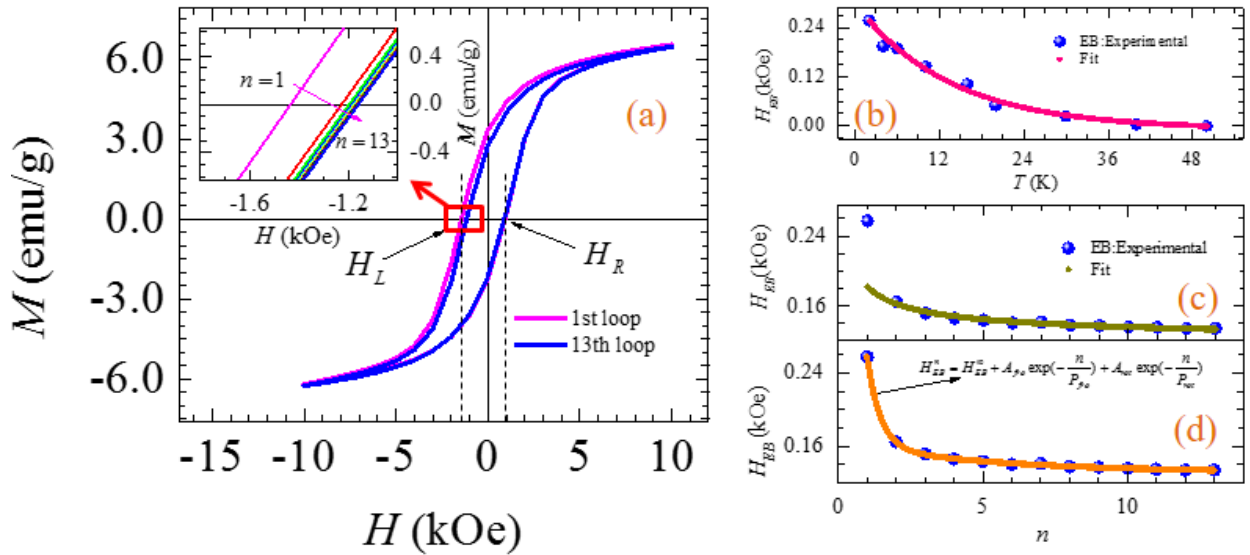 6.0
3.0
0.0
-3.0
-6.0
M (emu/g)
-15
-10
-5
0
5
10
H (kOe)
n=1
n=13
0.4
0.0
-0.4
M (emu/g)
-1.6
-1.2
H (kOe)
(a)
H_L
H_R
1st loop
13th loop
0.24
0.12
0.00
H_EB(kOe)
EB:Experimental
Fit
(b)
0
12
24
36
48
T (K)
0.24
0.16
H_EB(kOe)
EB:Experimental
Fit
(c)
0.24
0.16
H_EB (kOe)
(d)
0
5
10
n